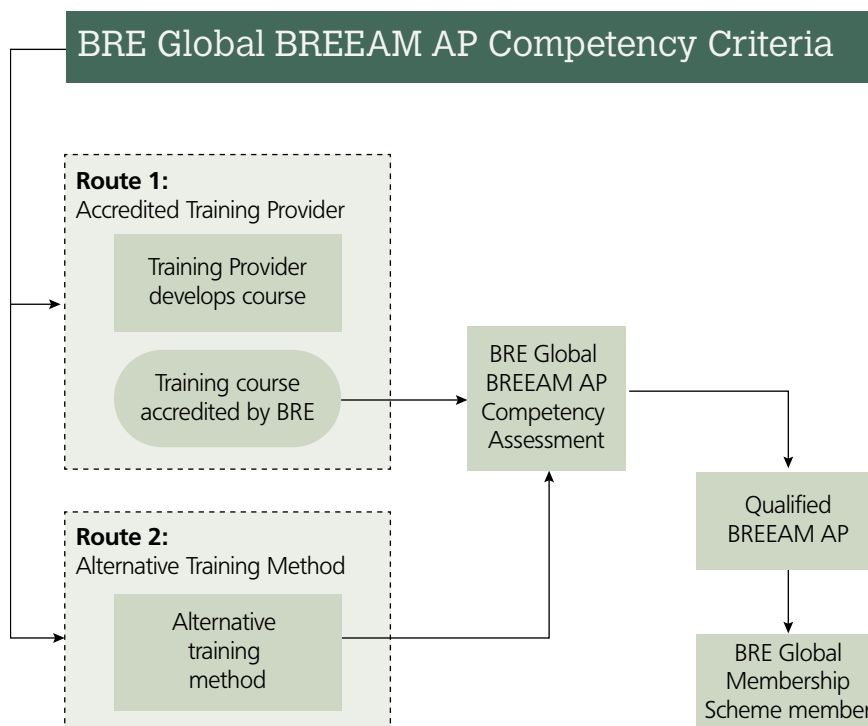 BRE Global BREEAM AP Competency Criteria
Route 1:
Accredited Training Provider
Training Provider
develops course
Training course
accredited by BRE
BRE Global
BREEAM AP
Competency
Assessment
Route 2:
Alternative Training Method
Alternative
training
method
Qualified
BREEAM AP
BRE Global
Membership
Scheme member